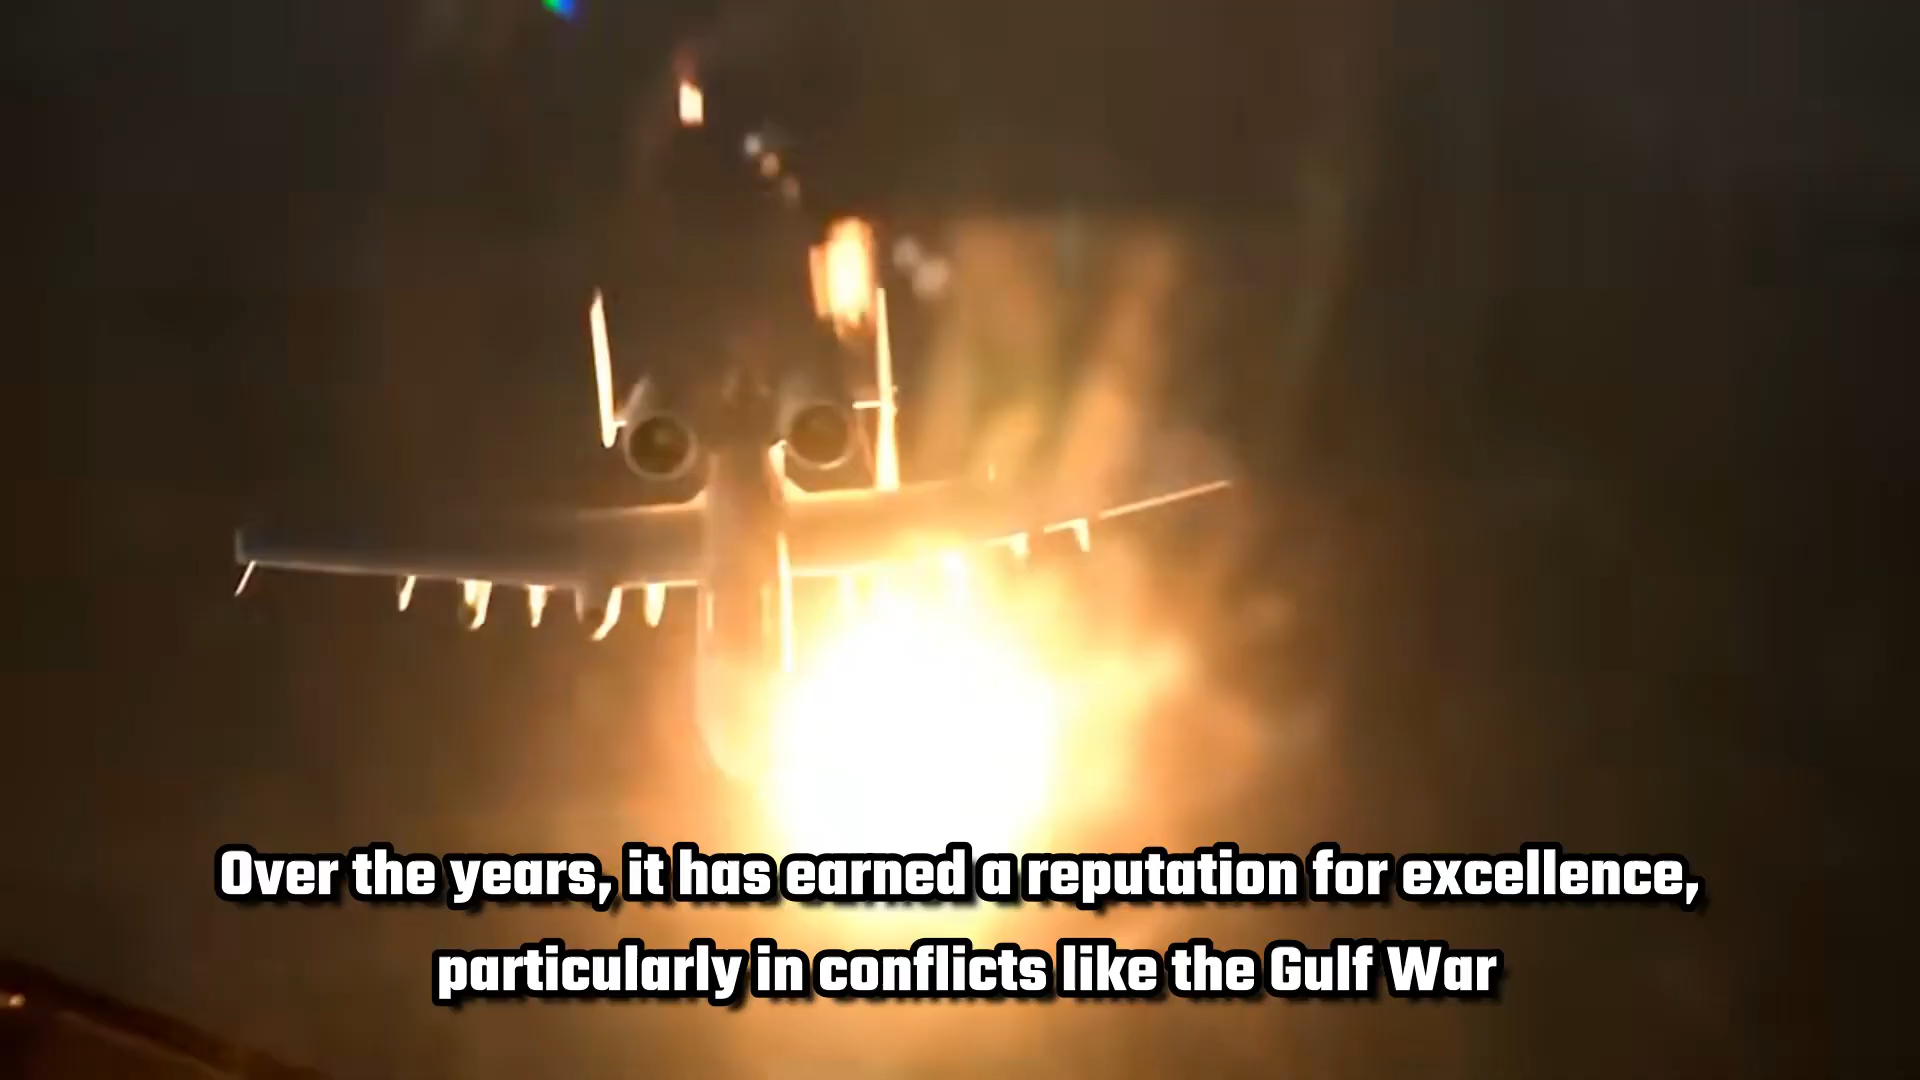 Over the years, it has earned a reputation for excellence,
particularly in conflicts like the Gulf War